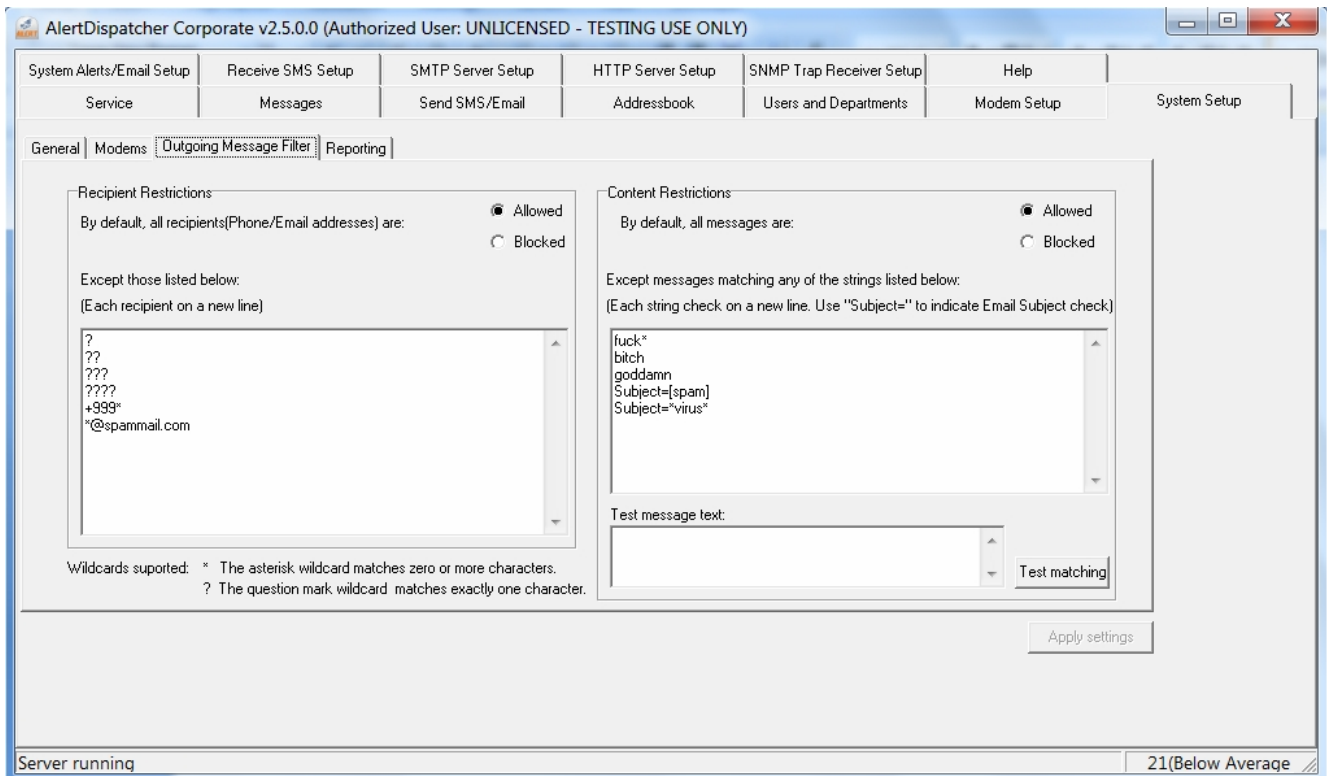 AlertDispatcher Corporate v2.5.0.0 (Authorized User: UNLICENSED - TESTING USE ONLY)
System Alerts/Email Setup Receive SMS Setup SMTP Server Setup HTTP Server Setup SNMP Trap Receiver Setup Help
Service Messages Send SMS/Email Addressbook Users and Departments Modem Setup System Setup
General Modems Outgoing Message Filter Reporting
Recipient Restrictions
By default, all recipients(Phone/Email addresses) are:
Allowed
Blocked
Except those listed below:
(Each recipient on a new line)
?
??
???
????
+999*
*@spammail.com
Wildcards suported: * The asterisk wildcard matches zero or more characters.
? The question mark wildcard matches exactly one character.
Content Restrictions
By default, all messages are:
Allowed
Blocked
Except messages matching any of the strings listed below:
(Each string check on a new line. Use "Subject=" to indicate Email Subject check)
fuck*
bitch
goddamn
Subject=[spam]
Subject=*virus*
Test message text:
Test matching
Apply settings
Server running
21(Below Average